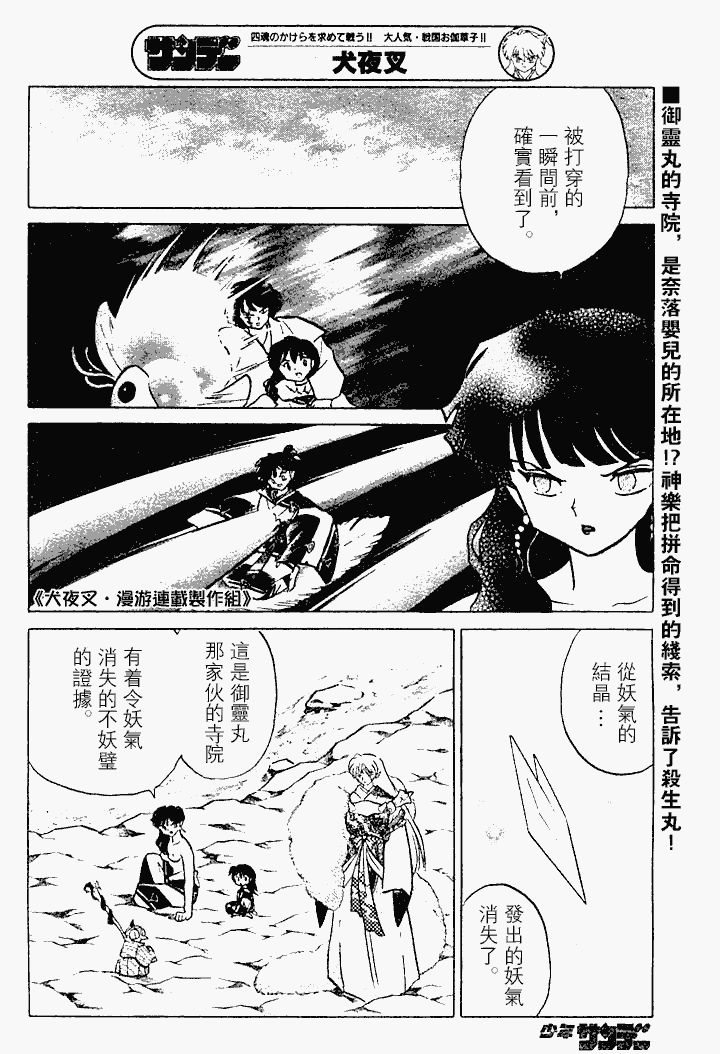 サンデー
四魂のかけらを求めて戦う!! 大人気・戦国お伽草子!!
犬夜叉
■御靈丸的寺院，是奈落嬰兒的所在地!?神樂把拼命得到的綫索，告訴了殺生丸！
被打穿的
一瞬間前，
確實看到了。
《犬夜叉・漫游連載製作組》
從妖氣的
結晶…
發出的妖氣
消失了。
這是御靈丸
那家伙的寺院
有着令妖氣
消失的不妖璧
的證據。
少年サンデー